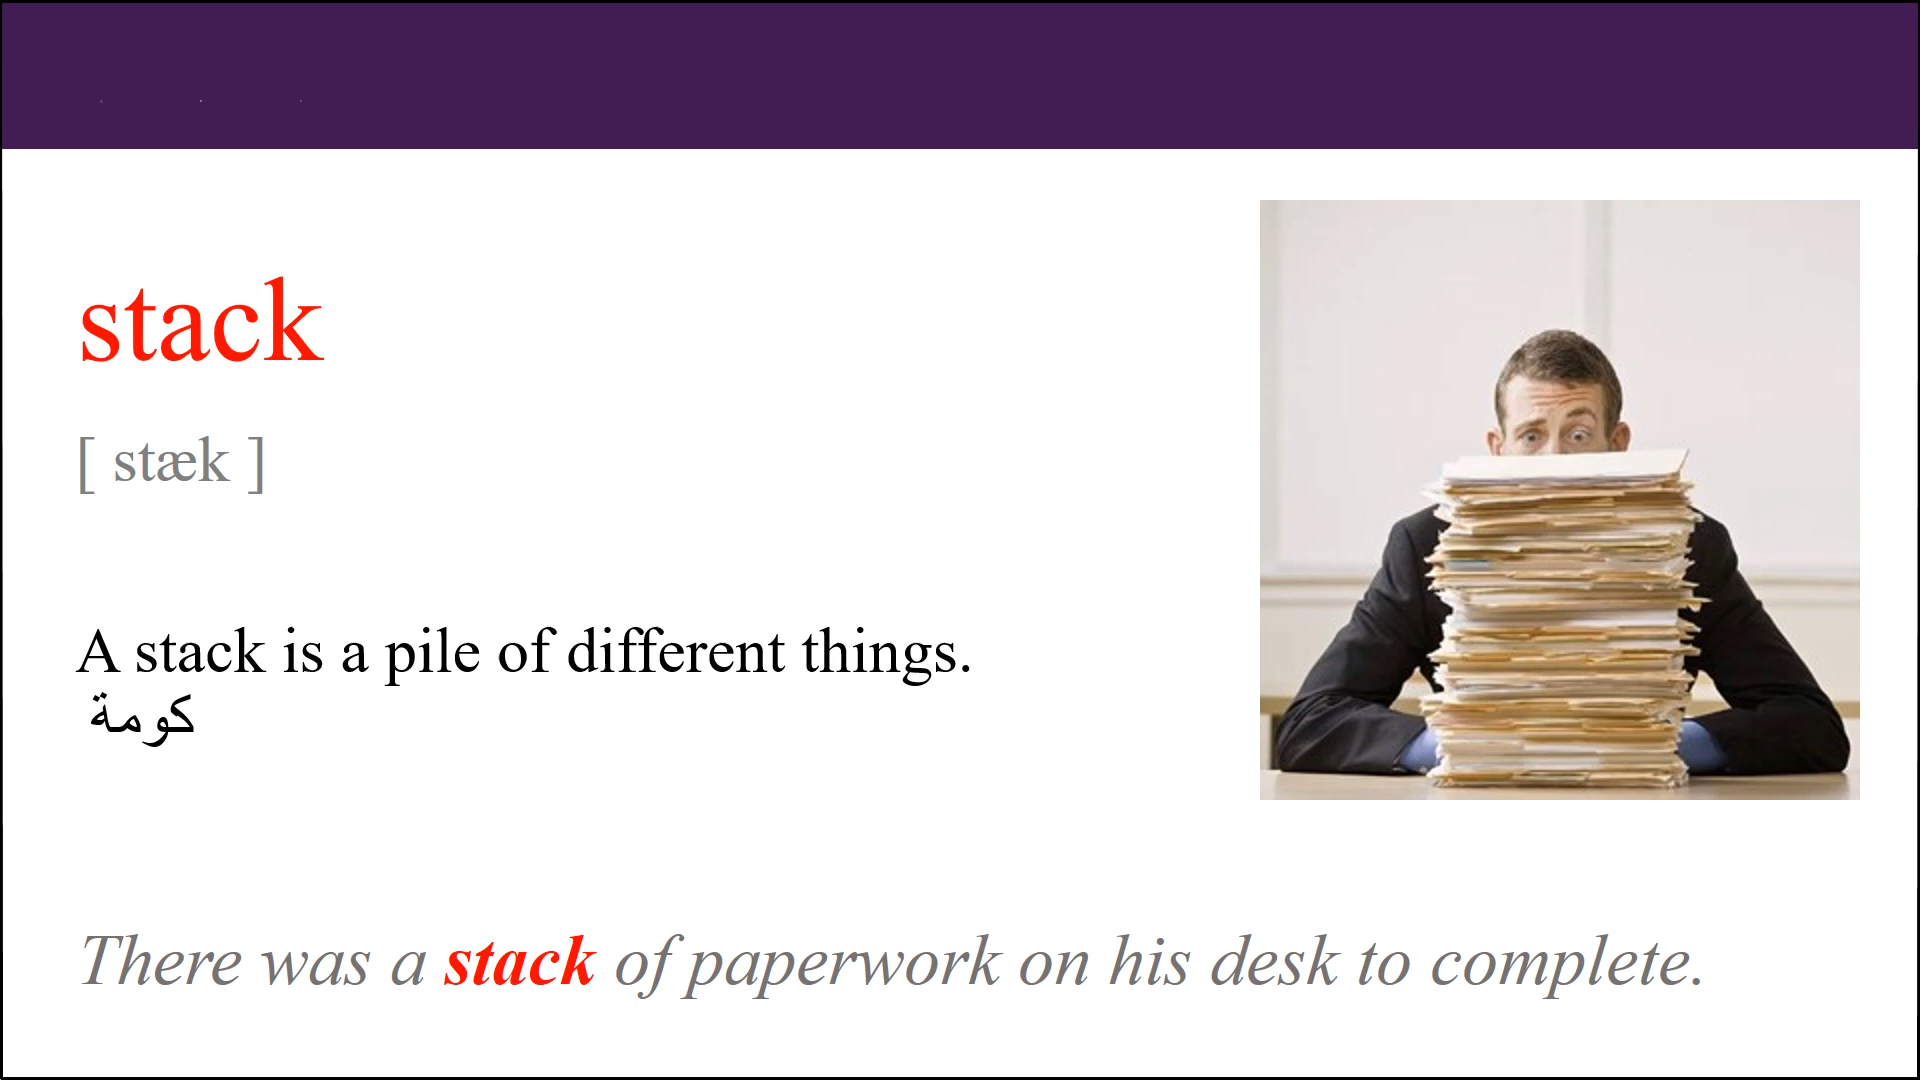 stack
[ stæk ]
A stack is a pile of different things.
كومة
There was a stack of paperwork on his desk to complete.